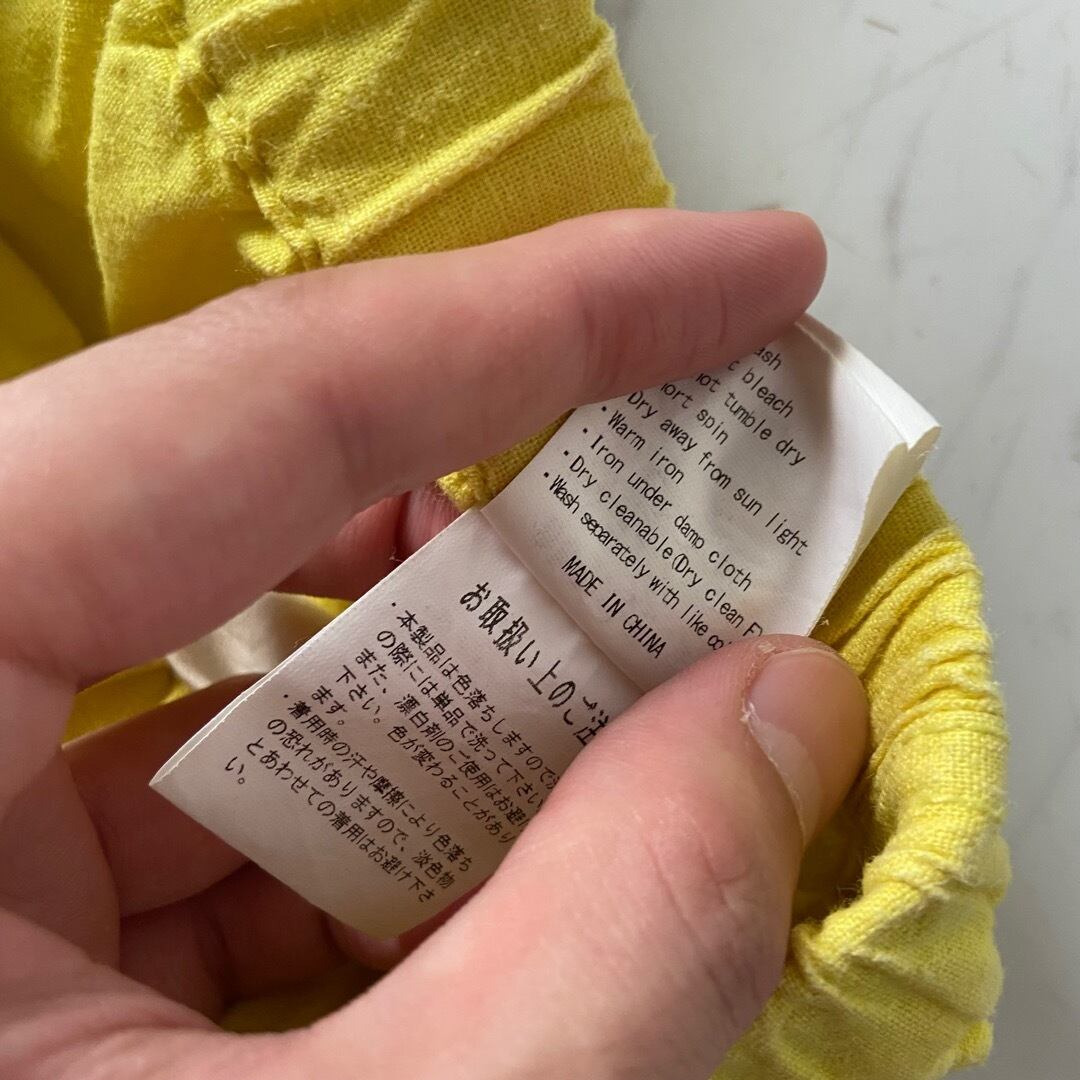 bleach
tumble dry
spin
Dry away from sun light
・Warm iron
・Iron under damp cloth
・Dry cleanable(Dry clean
・Wash separately with like
MADE IN CHINA
お取扱い上のご注
・本製品は色落ちしますので
の際には単品で洗って下さい
また、漂白剤のご使用はお避
下さい。色が変わることがあり
ます。
・着用時の汗や摩擦により色落ち
の恐れがありますので、淡色物
とあわせての着用はお避け下さ
い。